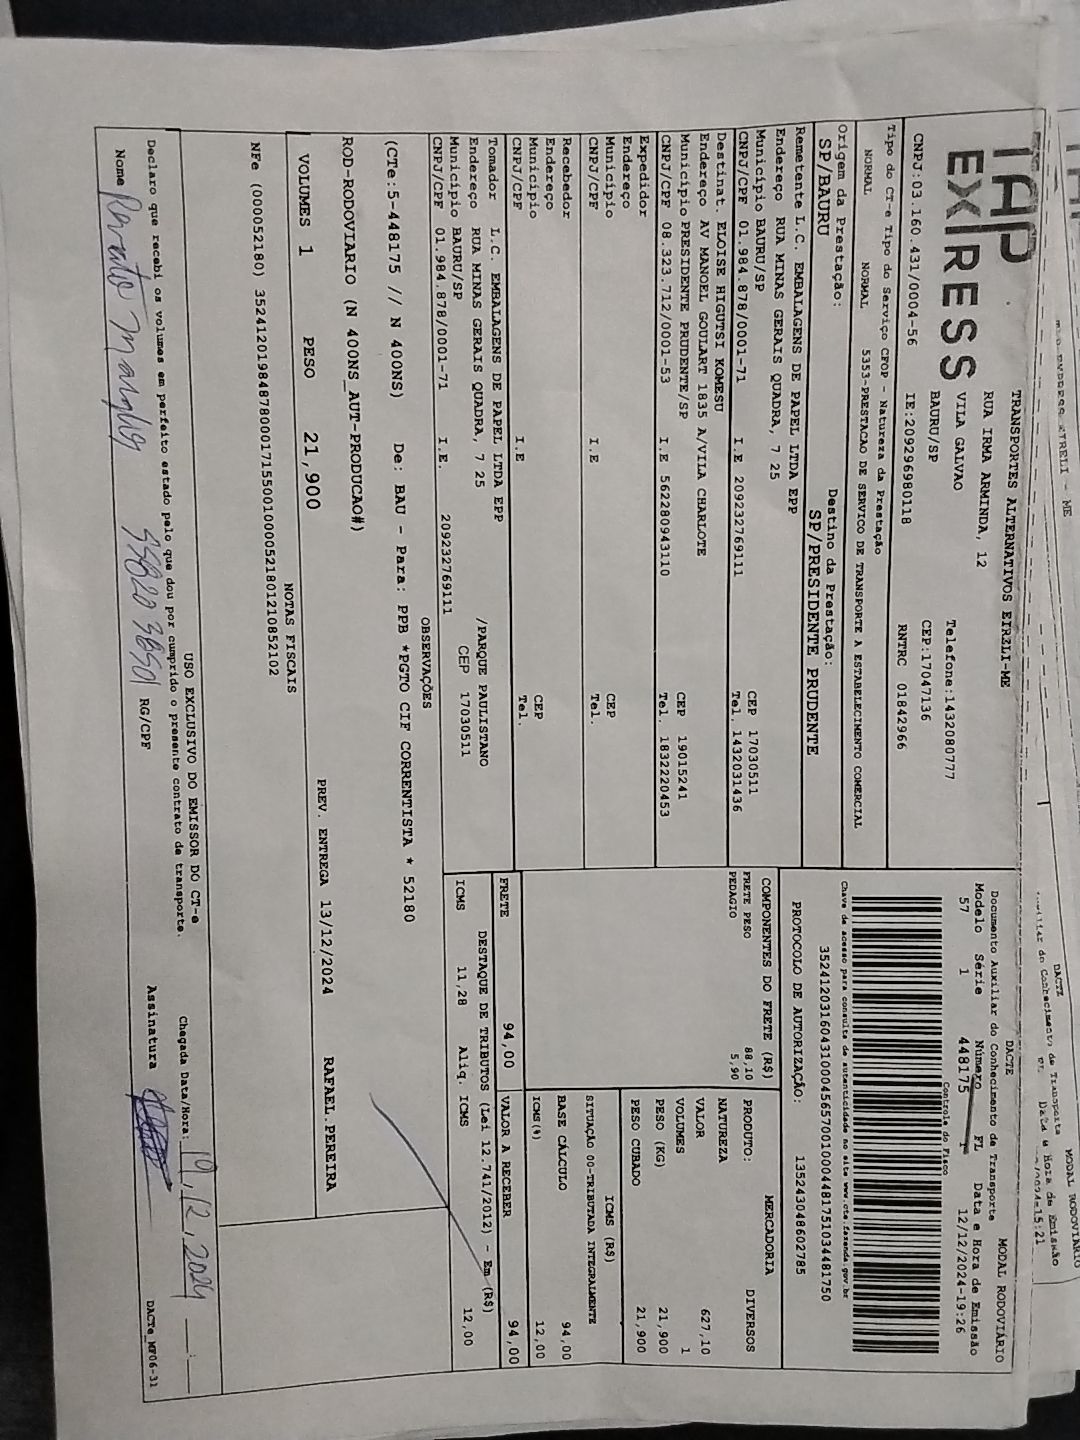 TAP
EXPRESS
TRANSPORTES ALTERNATIVOS EIRELI-ME
RUA IRMA ARMINDA, 12
VILA GALVAO
BAURU/SP
Telefone:1432080777
CEP:17047136
CNPJ:03.160.431/0004-56 IE:209296980118 RNTRC 01842966
DACTE MODAL RODOVIÁRIO
Documento Auxiliar do Conhecimento de Transporte
Modelo Série Número FL Data e Hora de Emissão
57 1 448175 12/12/2024-19:26
Controle do Fisco
Chave de acesso para consulta de autenticidade no site www.cte.fazenda.gov.br
35241203160431000456570010004481751034481750
PROTOCOLO DE AUTORIZAÇÃO: 135243048602785
Tipo do CT-e Tipo do Serviço CFOP - Natureza da Prestação
NORMAL NORMAL 5353-PRESTACAO DE SERVICO DE TRANSPORTE A ESTABELECIMENTO COMERCIAL
Origem da Prestação: Destino da Prestação:
SP/BAURU SP/PRESIDENTE PRUDENTE
Remetente L.C. EMBALAGENS DE PAPEL LTDA EPP
Endereço RUA MINAS GERAIS QUADRA, 7 25
Município BAURU/SP CEP 17030511
CNPJ/CPF 01.984.878/0001-71 I.E 209232769111 Tel. 1432031436
Destinat. ELOISE HIGUTSI KOMESU
Endereço AV MANOEL GOULART 1835 A/VILA CHARLOTE
Município PRESIDENTE PRUDENTE/SP CEP 19015241
CNPJ/CPF 08.323.712/0001-53 I.E 562280943110 Tel. 1832220453
Expedidor
Endereço
Município CEP
CNPJ/CPF I.E Tel.
Recebedor
Endereço
Município CEP
CNPJ/CPF I.E Tel.
Tomador L.C. EMBALAGENS DE PAPEL LTDA EPP
Endereço RUA MINAS GERAIS QUADRA, 7 25 /PARQUE PAULISTANO
Município BAURU/SP CEP 17030511
CNPJ/CPF 01.984.878/0001-71 I.E 209232769111
COMPONENTES DO FRETE (R$)
FRETE PESO 88,10
PEDAGIO 5,90
MERCADORIA
PRODUTO: DIVERSOS
NATUREZA
VALOR 627,10
VOLUMES 1
PESO (KG) 21,900
PESO CUBADO 21,900
ICMS (R$)
SITUAÇÃO 00-TRIBUTADA INTEGRALMENTE
BASE CÁLCULO 94,00
ICMS(%) 12,00
FRETE 94,00 VALOR A RECEBER 94,00
DESTAQUE DE TRIBUTOS (Lei 12.741/2012) - Em (R$)
ICMS 11,28 Aliq. ICMS 12,00
OBSERVAÇÕES
(CTe:5-448175 // N 400NS) De: BAU - Para: PPB *PGTO CIF CORRENTISTA * 52180
ROD-RODOVIARIO (N 400NS_AUT-PRODUCAO#)
VOLUMES 1 PESO 21,900 PREV. ENTREGA 13/12/2024 RAFAEL.PEREIRA
NOTAS FISCAIS
NFe (000052180) 35241201984878000171550010000521801210852102
USO EXCLUSIVO DO EMISSOR DO CT-e
Declaro que recebi os volumes em perfeito estado pelo que dou por cumprido o presente contrato de transporte.
Chegada Data/Hora: 19,12,2024 __:__
Nome Renato RG/CPF Assinatura
DACTe_MF06-31